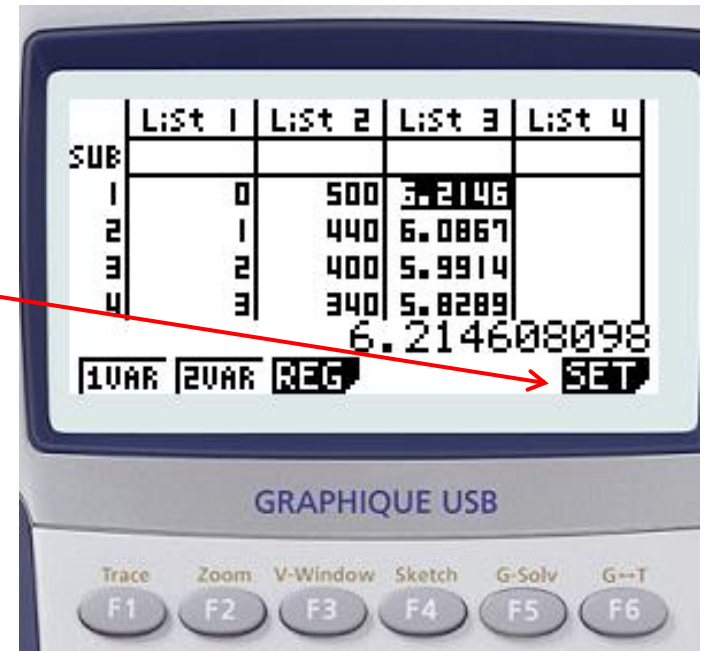 List 1 List 2 List 3 List 4
SUB
1 0 500 6.2146
2 1 440 6.0867
3 2 400 5.9914
4 3 340 5.8289
6.214608098
1VAR 2VAR REG SET
GRAPHIQUE USB
Trace Zoom V-Window Sketch G-Solv G↔T
F1 F2 F3 F4 F5 F6